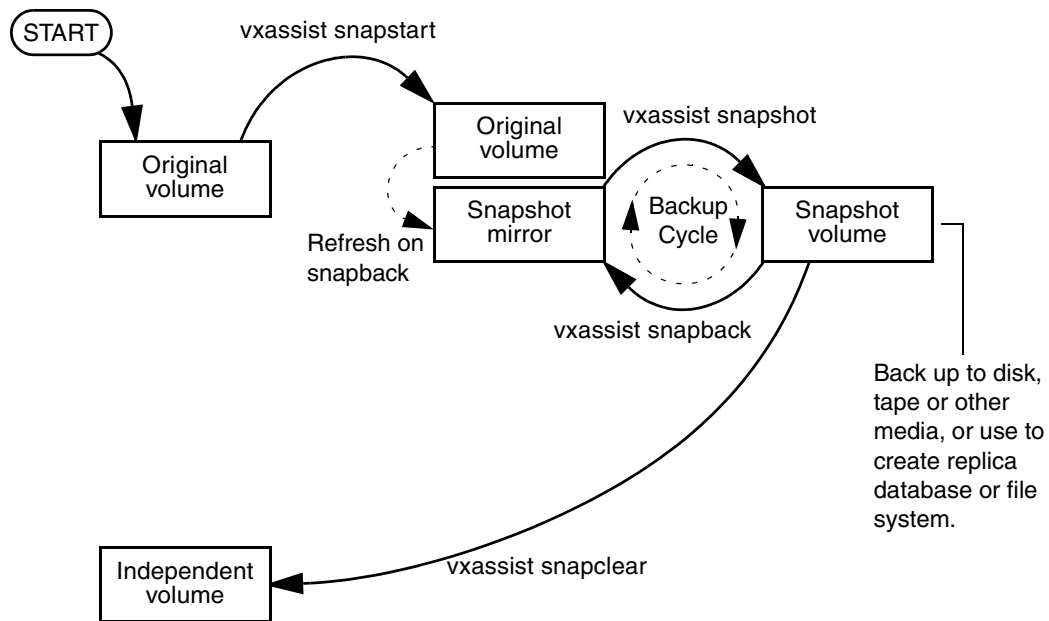 START
vxassist snapstart
Original
volume
Original
volume
vxassist snapshot
Snapshot
mirror
Backup
Cycle
Snapshot
volume
Refresh on
snapback
vxassist snapback
Back up to disk,
tape or other
media, or use to
create replica
database or file
system.
Independent
volume
vxassist snapclear